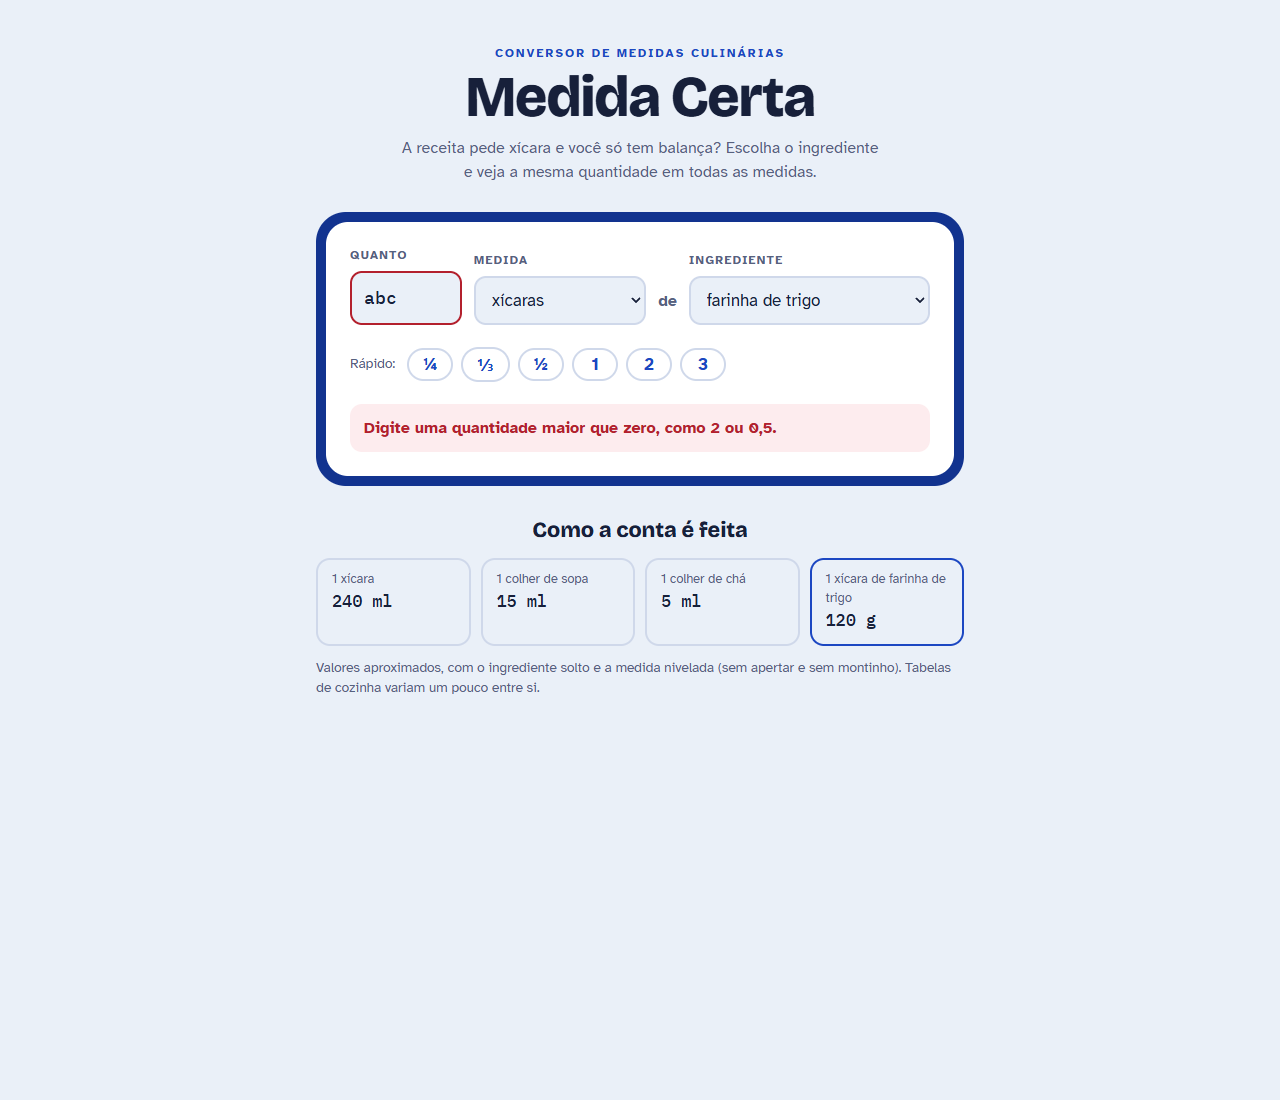 CONVERSOR DE MEDIDAS CULINÁRIAS
Medida Certa
A receita pede xícara e você só tem balança? Escolha o ingrediente
e veja a mesma quantidade em todas as medidas.
QUANTO
MEDIDA
INGREDIENTE
abc
xícaras
de
farinha de trigo
Rápido: ¼ ⅓ ½ 1 2 3
Digite uma quantidade maior que zero, como 2 ou 0,5.
Como a conta é feita
1 xícara
240 ml
1 colher de sopa
15 ml
1 colher de chá
5 ml
1 xícara de farinha de
trigo
120 g
Valores aproximados, com o ingrediente solto e a medida nivelada (sem apertar e sem montinho). Tabelas
de cozinha variam um pouco entre si.